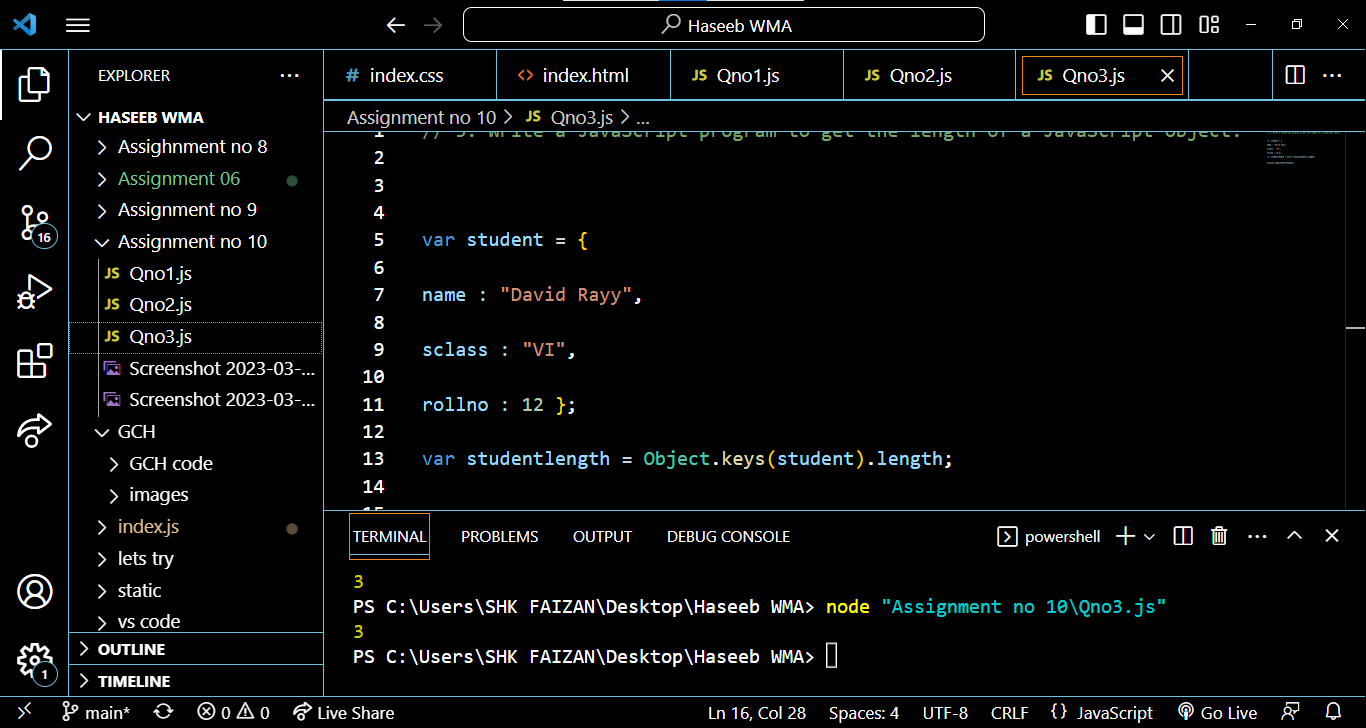 Haseeb WMA
EXPLORER
HASEEB WMA
Assighnment no 8
Assignment 06
Assignment no 9
Assignment no 10
JS Qno1.js
JS Qno2.js
JS Qno3.js
Screenshot 2023-03-...
Screenshot 2023-03-...
GCH
GCH code
images
index.js
lets try
static
vs code
OUTLINE
TIMELINE
16
1
# index.css
<> index.html
JS Qno1.js
JS Qno2.js
JS Qno3.js
Assignment no 10 > JS Qno3.js > ...
1 // 3. Write a JavaScript program to get the length of a JavaScript object.
2
3
4
5 var student = {
6
7 name : "David Rayy",
8
9 sclass : "VI",
10
11 rollno : 12 };
12
13 var studentlength = Object.keys(student).length;
14
15
TERMINAL PROBLEMS OUTPUT DEBUG CONSOLE powershell
3
PS C:\Users\SHK FAIZAN\Desktop\Haseeb WMA> node "Assignment no 10\Qno3.js"
3
PS C:\Users\SHK FAIZAN\Desktop\Haseeb WMA>
main* 0 0 Live Share Ln 16, Col 28 Spaces: 4 UTF-8 CRLF {} JavaScript Go Live